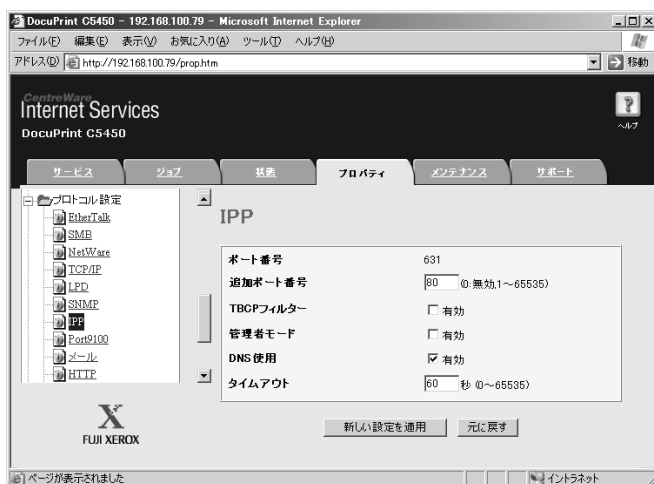 DocuPrint C5450 - 192.168.100.79 - Microsoft Internet Explorer
ファイル(F) 編集(E) 表示(V) お気に入り(A) ツール(T) ヘルプ(H)
アドレス(D) http://192.168.100.79/prop.htm 移動
CentreWare
Internet Services
DocuPrint C5450
ヘルプ
サービス ジョブ 状態 プロパティ メンテナンス サポート
プロトコル設定
EtherTalk
SMB
NetWare
TCP/IP
LPD
SNMP
IPP
Port9100
メール
HTTP
FUJI XEROX
IPP
ポート番号 631
追加ポート番号 80 (0:無効,1～65535)
TBCPフィルター 有効
管理者モード 有効
DNS使用 有効
タイムアウト 60 秒 (0～65535)
新しい設定を適用 元に戻す
ページが表示されました イントラネット